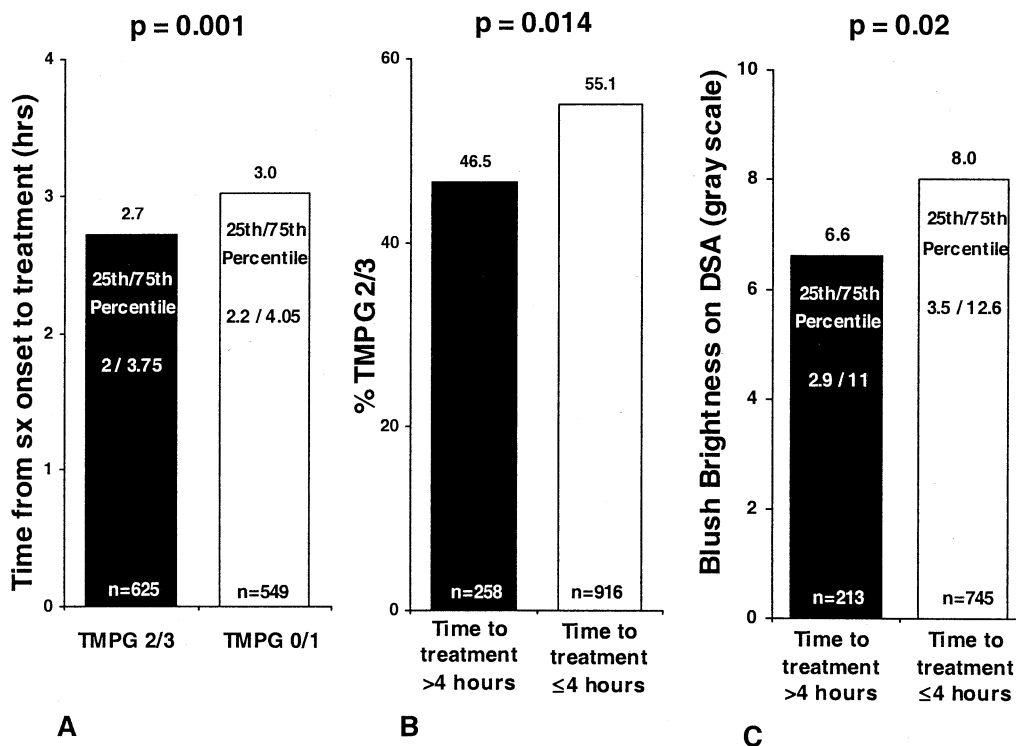 p = 0.001
Time from sx onset to treatment (hrs)
4
3
2
1
0
2.7
25th/75th
Percentile
2 / 3.75
n=625
3.0
25th/75th
Percentile
2.2 / 4.05
n=549
TMPG 2/3
TMPG 0/1
A
p = 0.014
% TMPG 2/3
60
40
20
0
46.5
n=258
55.1
n=916
Time to
treatment
>4 hours
Time to
treatment
≤4 hours
B
p = 0.02
Blush Brightness on DSA (gray scale)
10
8
6
4
2
0
6.6
25th/75th
Percentile
2.9 / 11
n=213
8.0
25th/75th
Percentile
3.5 / 12.6
n=745
Time to
treatment
>4 hours
Time to
treatment
≤4 hours
C